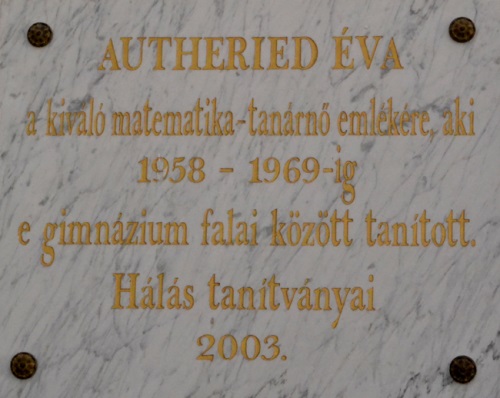 AUTHERIED ÉVA
a kiváló matematika-tanárnő emlékére, aki
1958 - 1969-ig
e gimnázium falai között tanított.
Hálás tanítványai
2003.